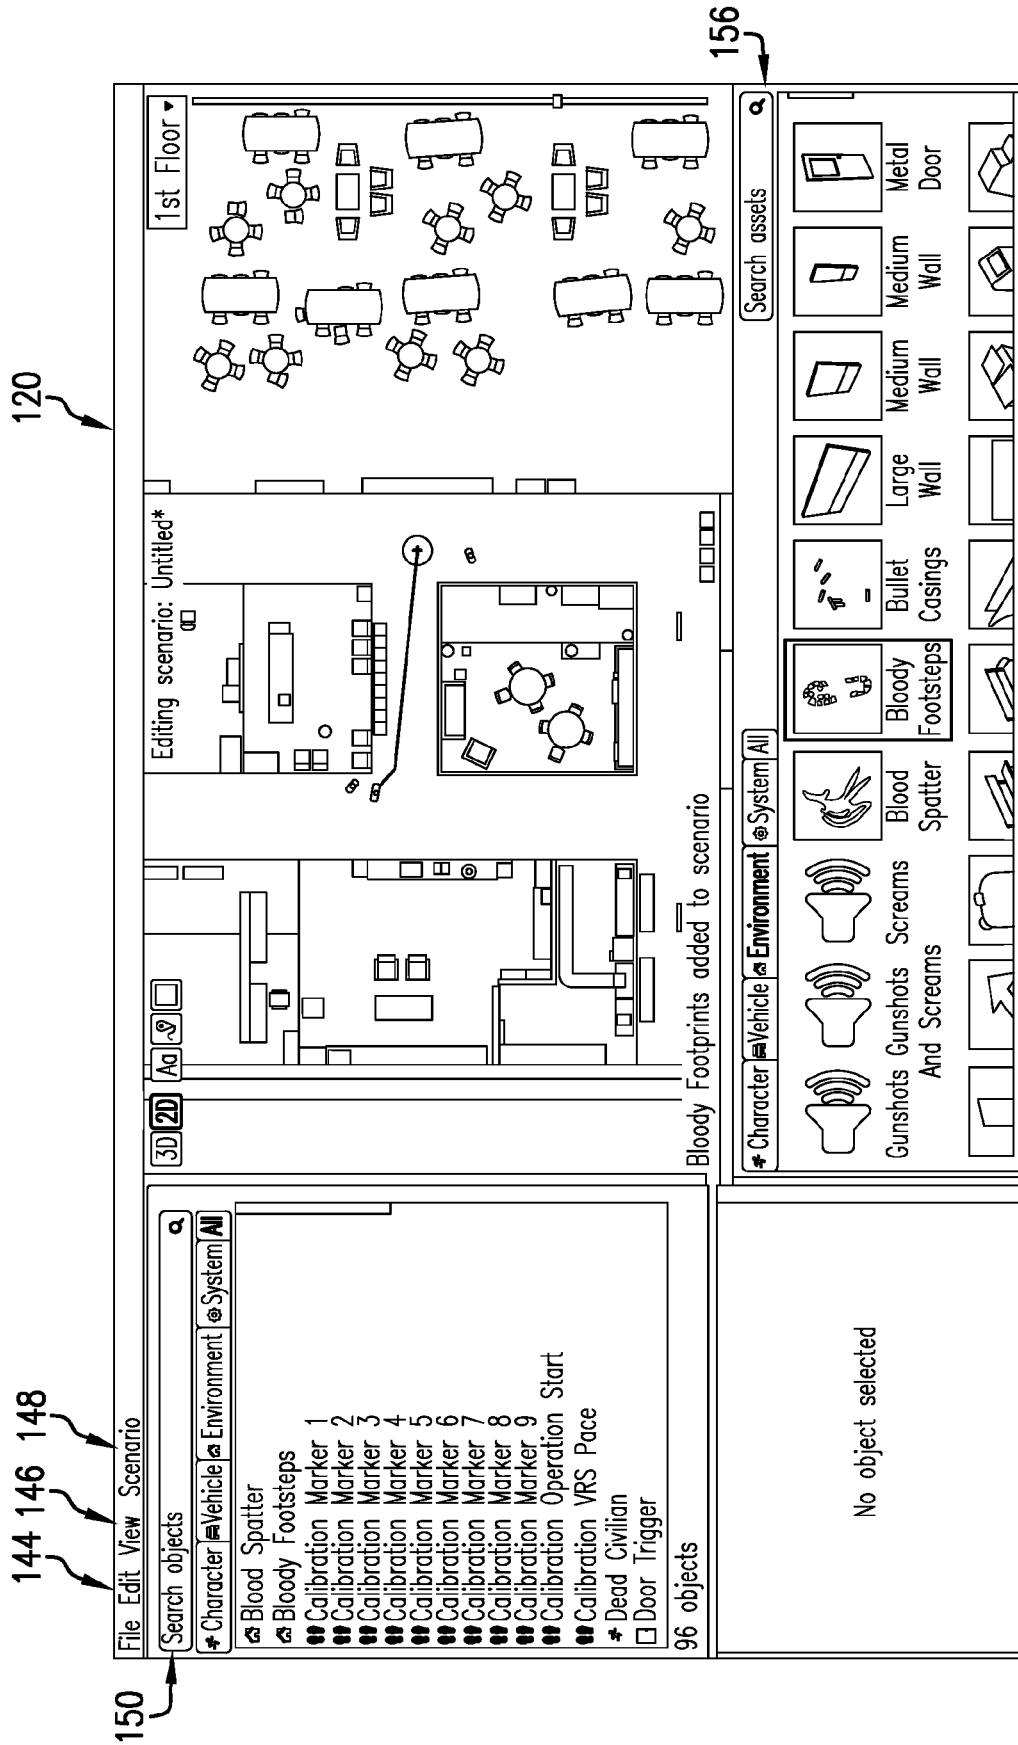 120
144 146 148
150
156
File Edit View Scenario
Search objects
Character Vehicle Environment System All
Blood Spatter
Bloody Footsteps
Calibration Marker 1
Calibration Marker 2
Calibration Marker 3
Calibration Marker 4
Calibration Marker 5
Calibration Marker 6
Calibration Marker 7
Calibration Marker 8
Calibration Marker 9
Calibration Operation Start
Calibration VRS Pace
Dead Civilian
Door Trigger
96 objects
No object selected
3D 2D Aa
Editing scenario: Untitled*
1st Floor
Bloody Footprints added to scenario
Character Vehicle Environment System All
Search assets
Gunshots
Gunshots And Screams
Screams
Blood Spatter
Bloody Footsteps
Bullet Casings
Large Wall
Medium Wall
Medium Wall
Metal Door